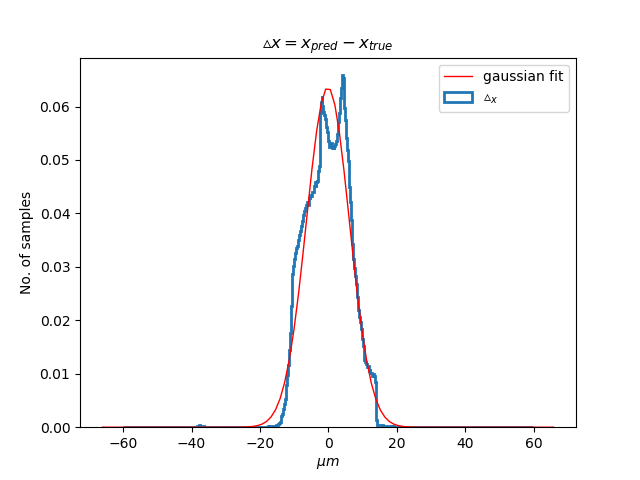 △x = x_pred − x_true
gaussian fit
△x
0.06
0.05
0.04
0.03
0.02
0.01
0.00
No. of samples
−60 −40 −20 0 20 40 60
μm